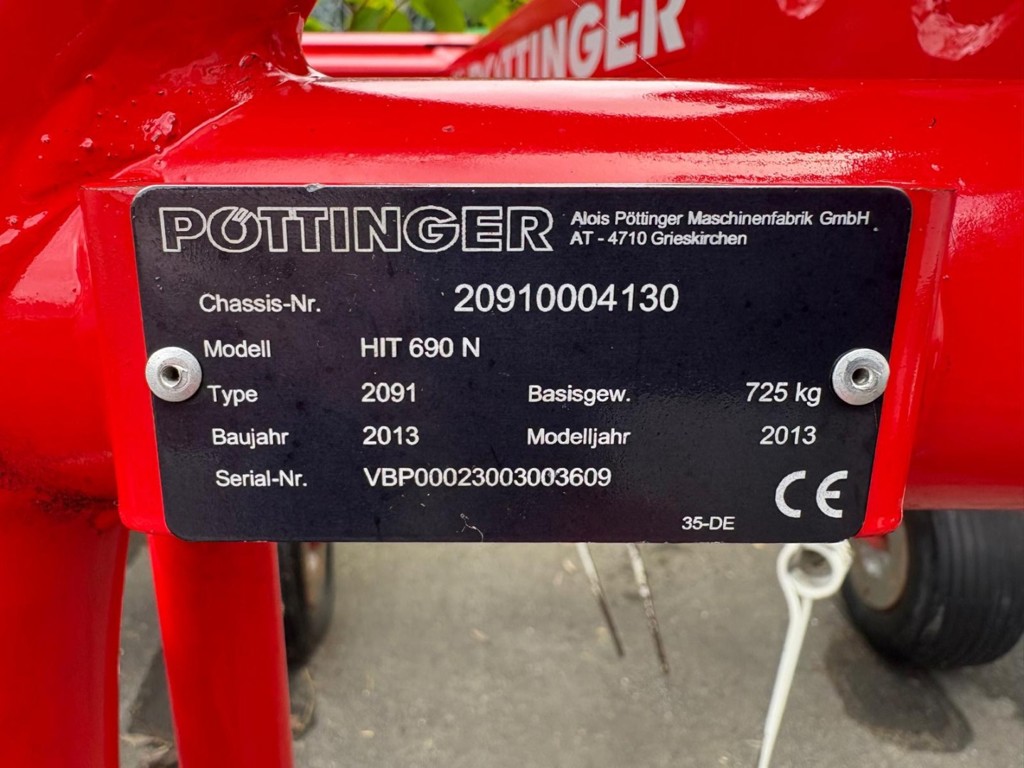 PÖTTINGER
PÖTTINGER Alois Pöttinger Maschinenfabrik GmbH
AT - 4710 Grieskirchen
Chassis-Nr. 20910004130
Modell HIT 690 N
Type 2091 Basisgew. 725 kg
Baujahr 2013 Modelljahr 2013
Serial-Nr. VBP00023003003609
CE
35-DE